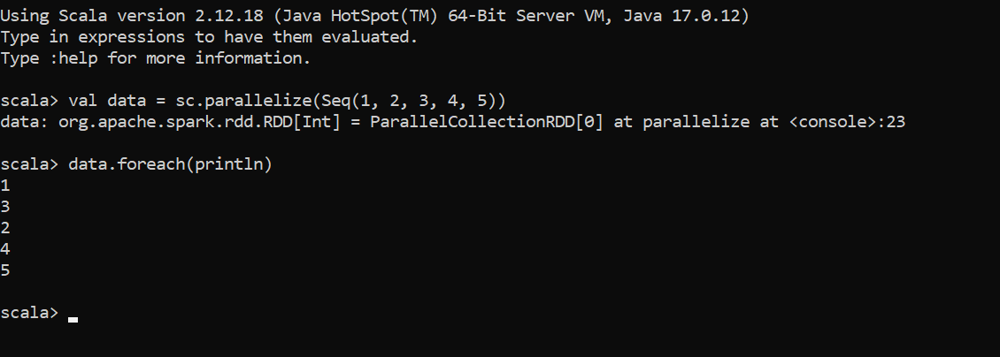 Using Scala version 2.12.18 (Java HotSpot(TM) 64-Bit Server VM, Java 17.0.12)
Type in expressions to have them evaluated.
Type :help for more information.
scala> val data = sc.parallelize(Seq(1, 2, 3, 4, 5))
data: org.apache.spark.rdd.RDD[Int] = ParallelCollectionRDD[0] at parallelize at <console>:23
scala> data.foreach(println)
1
3
2
4
5
scala>